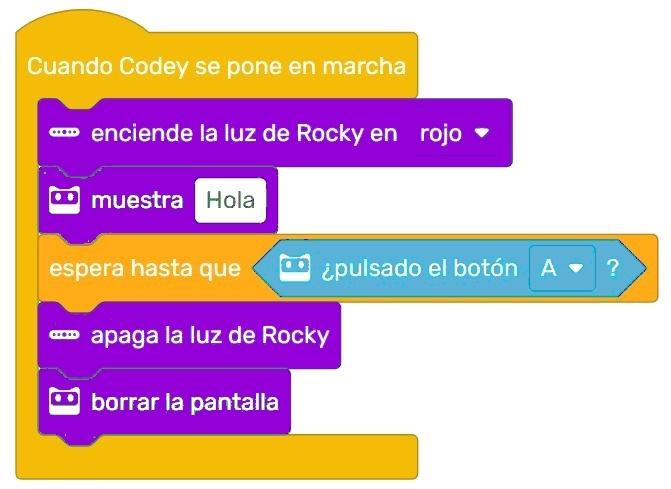 Cuando Codey se pone en marcha
enciende la luz de Rocky en rojo
muestra Hola
espera hasta que ¿pulsado el botón A ?
apaga la luz de Rocky
borrar la pantalla